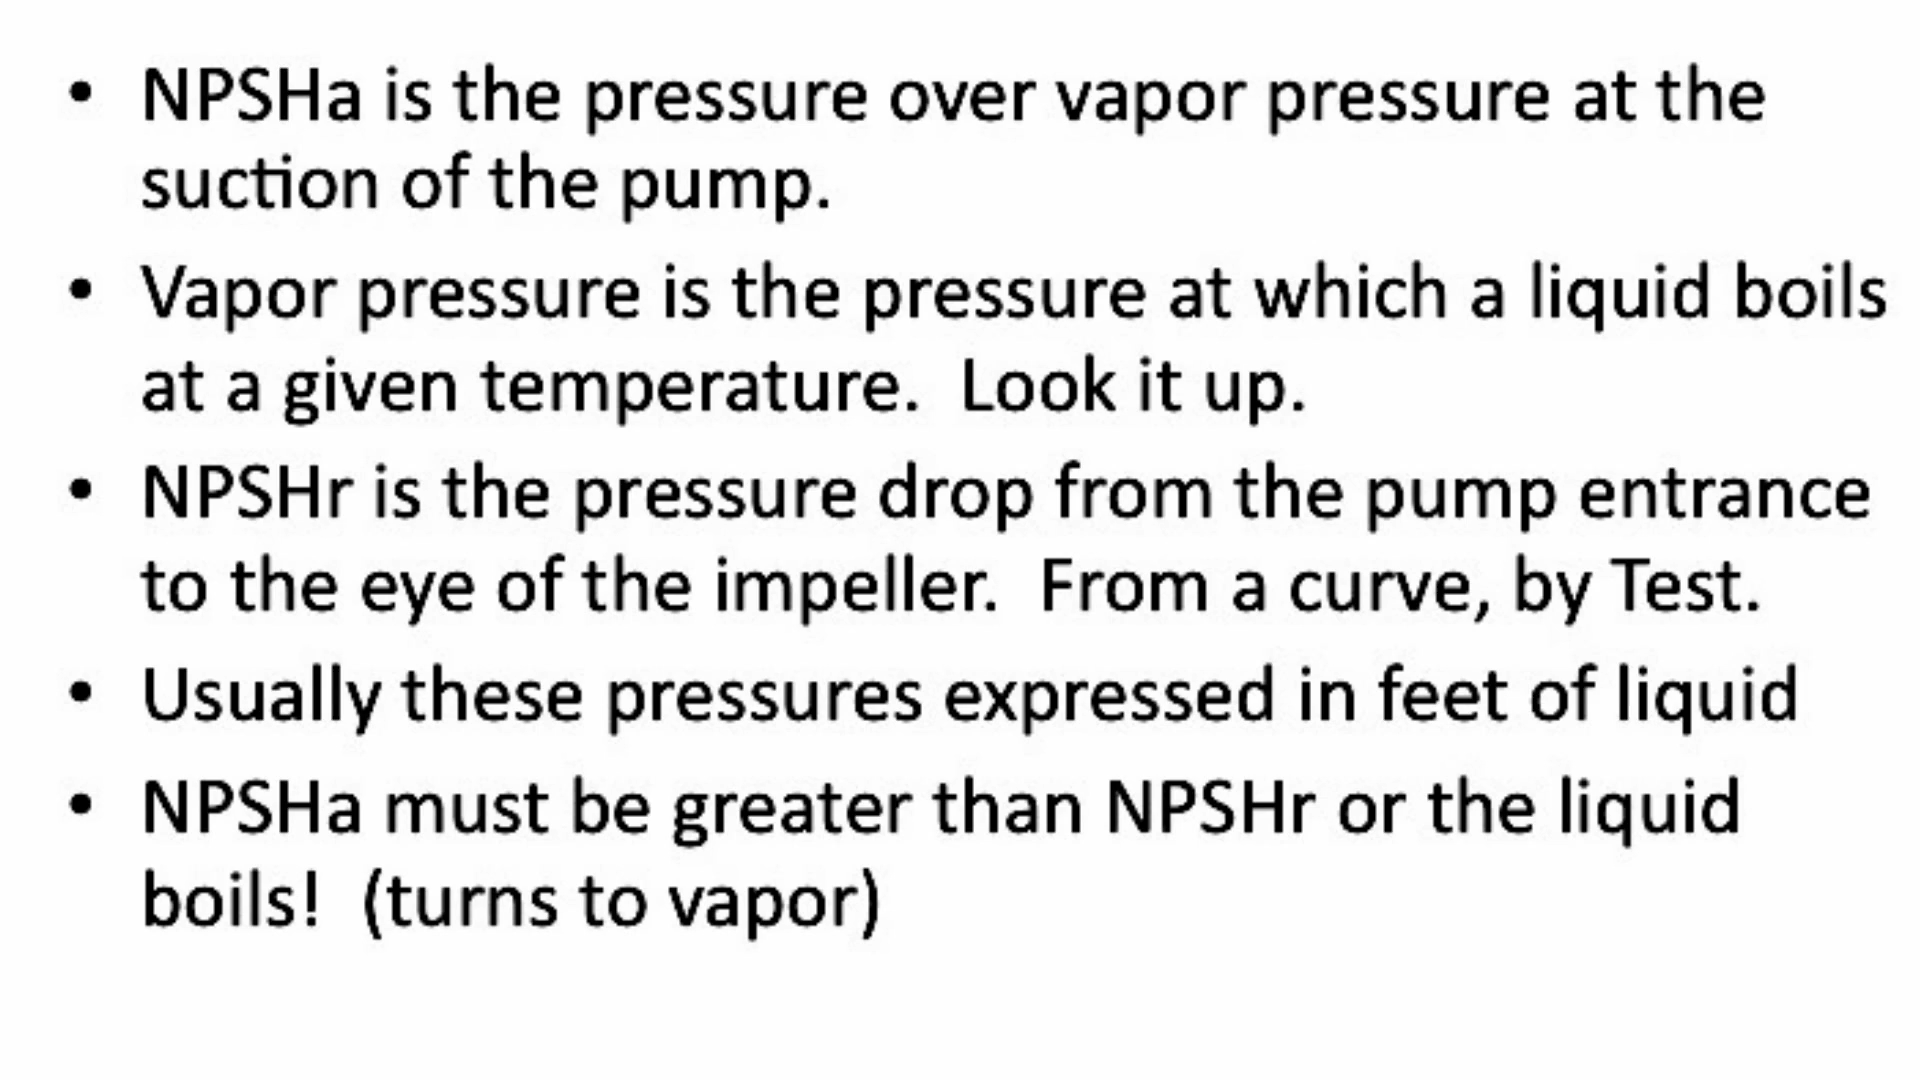 • NPSHa is the pressure over vapor pressure at the
suction of the pump.
• Vapor pressure is the pressure at which a liquid boils
at a given temperature.  Look it up.
• NPSHr is the pressure drop from the pump entrance
to the eye of the impeller.  From a curve, by Test.
• Usually these pressures expressed in feet of liquid
• NPSHa must be greater than NPSHr or the liquid
boils!  (turns to vapor)